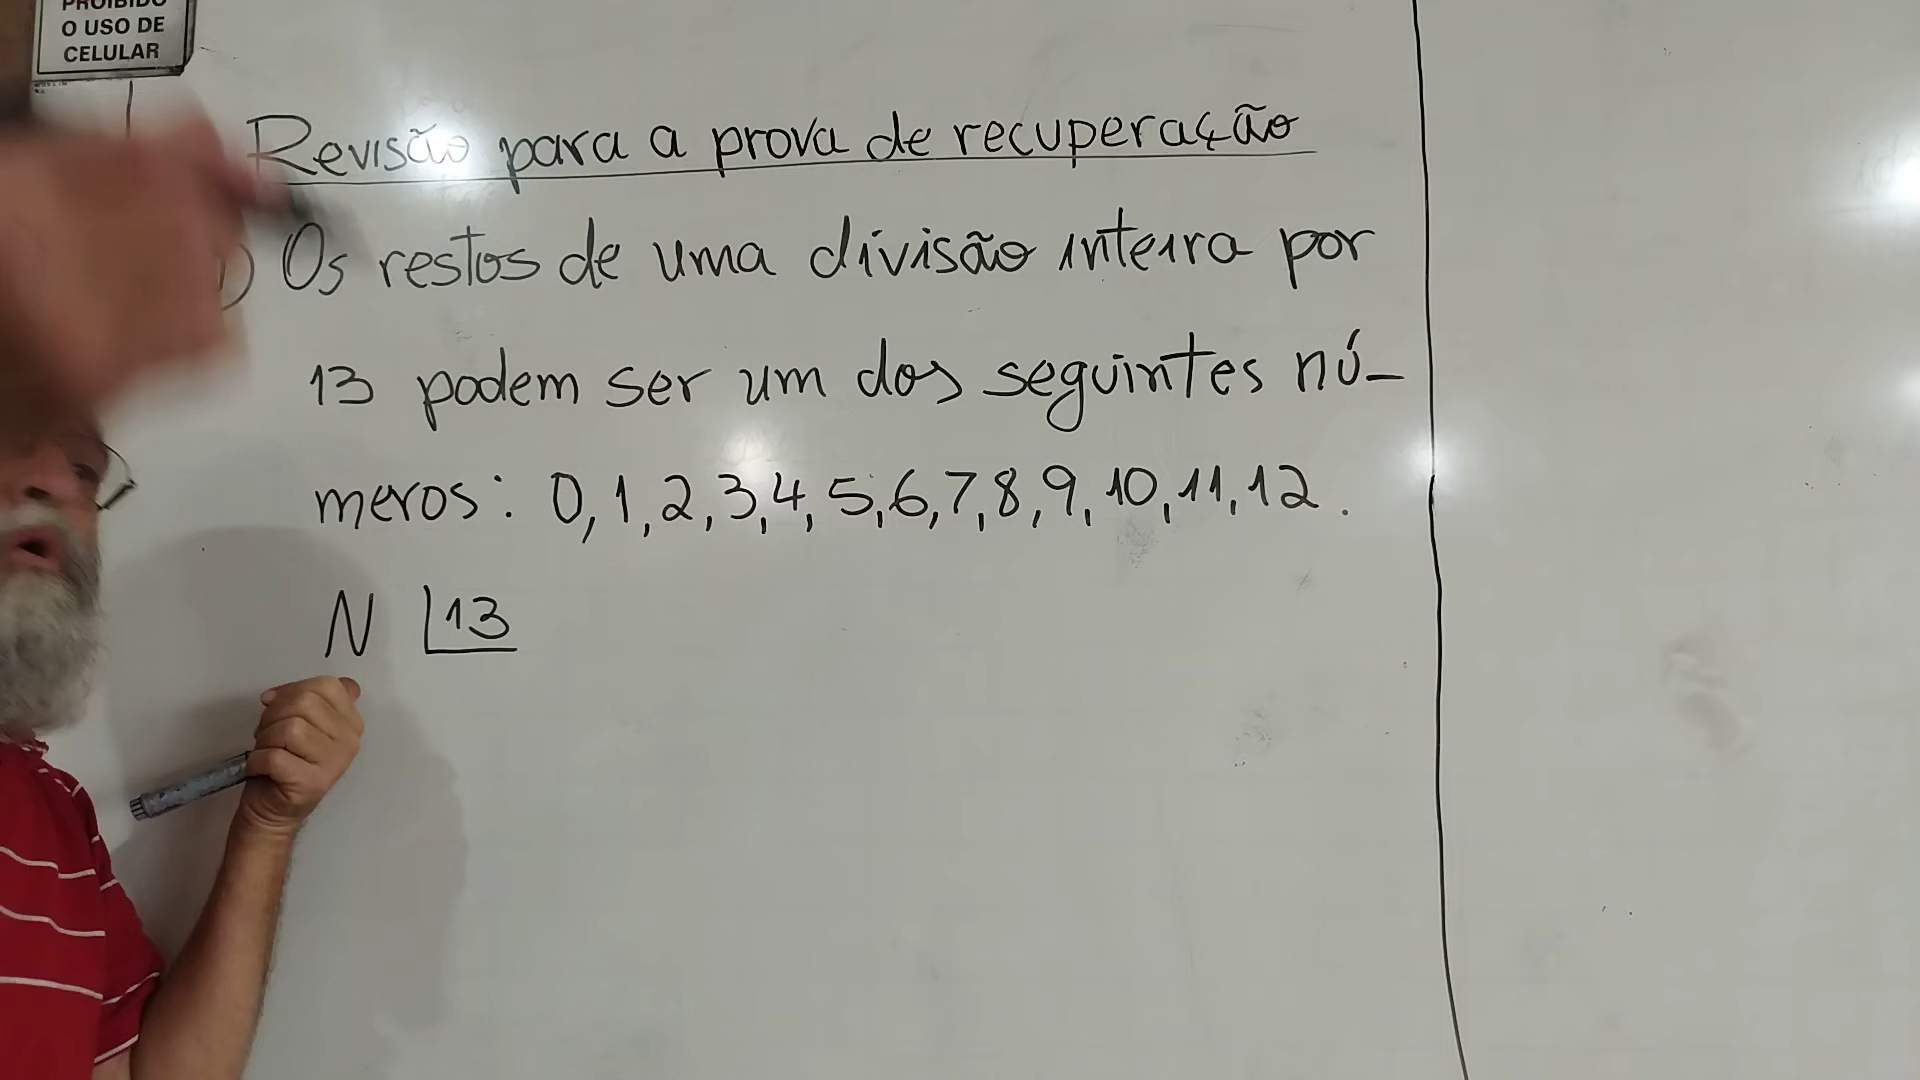 PROIBIDO
O USO DE
CELULAR
Revisão para a prova de recuperação
) Os restos de uma divisão inteira por
13 podem ser um dos seguintes nú-
meros: 0, 1, 2, 3, 4, 5, 6, 7, 8, 9, 10, 11, 12.
N 13